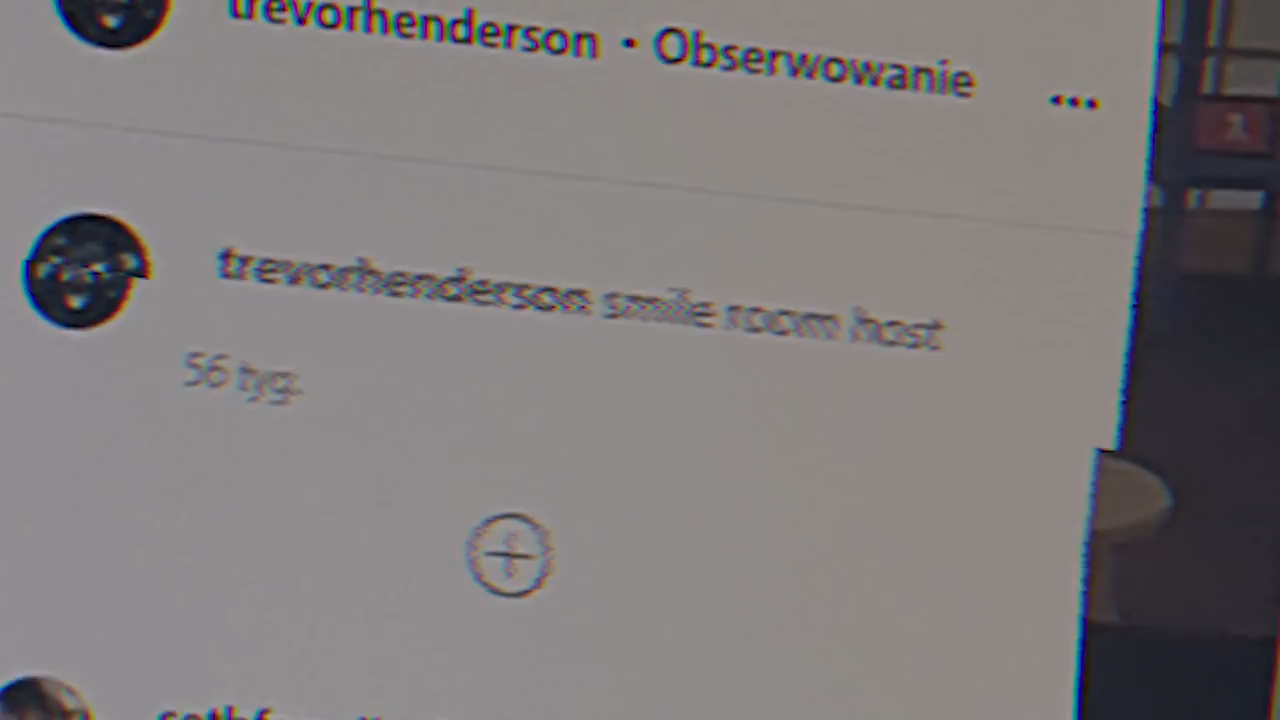 trevorhenderson • Obserwowanie
trevorhenderson smile room host
56 tyg.